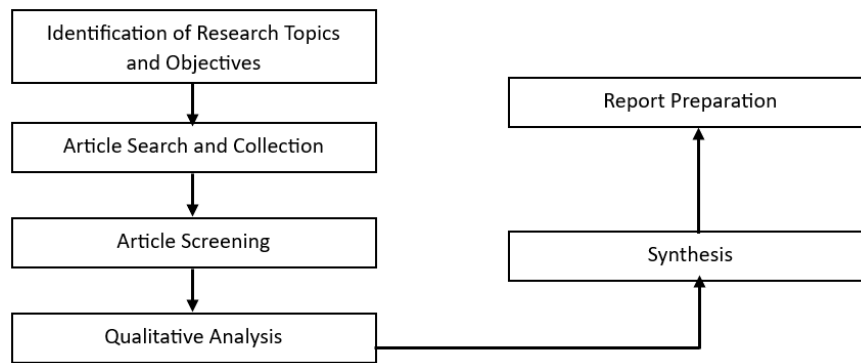 Identification of Research Topics
and Objectives
Article Search and Collection
Article Screening
Qualitative Analysis
Synthesis
Report Preparation